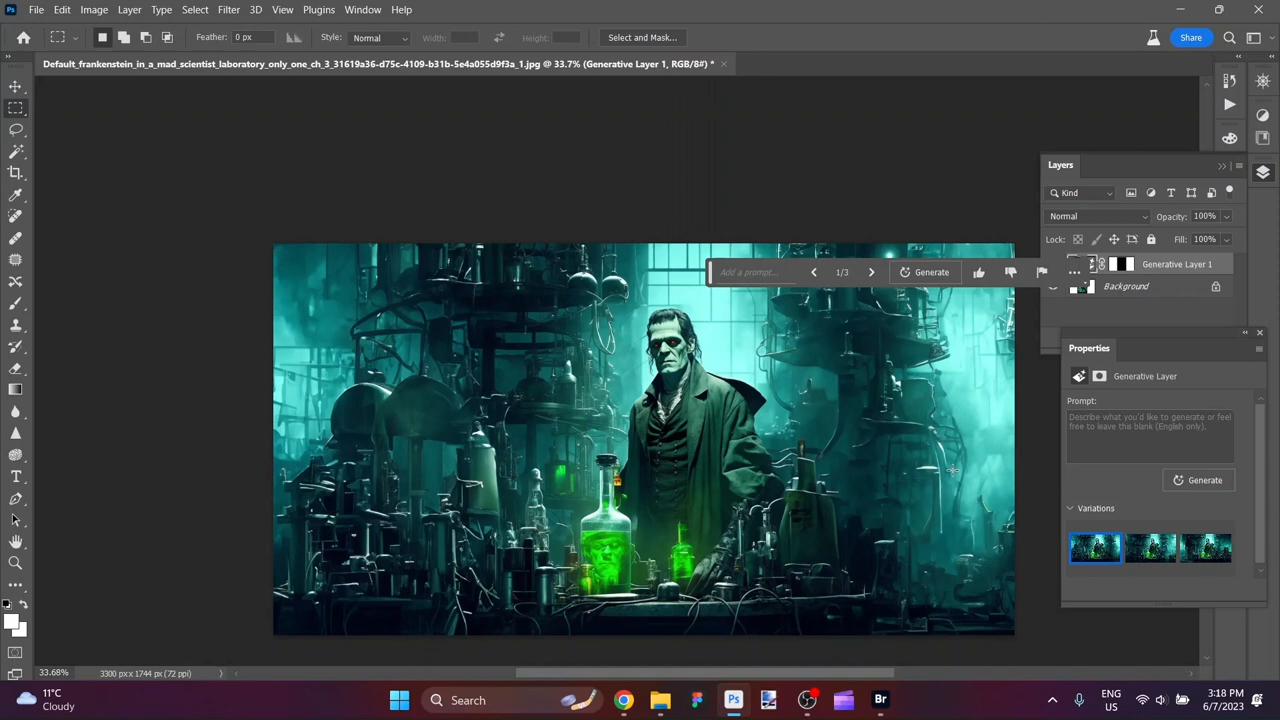 Ps File Edit Image Layer Type Select Filter 3D View Plugins Window Help
Feather: 0 px Style: Normal Width: Height: Select and Mask... Share
Default_frankenstein_in_a_mad_scientist_laboratory_only_one_ch_3_31619a36-d75c-4109-b31b-5e4a055d9f3a_1.jpg @ 33.7% (Generative Layer 1, RGB/8#) *
Layers
Kind
Normal Opacity: 100%
Lock: Fill: 100%
Generative Layer 1
Background
Add a prompt... 1/3 Generate
Properties
Generative Layer
Prompt:
Describe what you'd like to generate or feel
free to leave this blank (English only).
Generate
Variations
33.68% 3300 px x 1744 px (72 ppi)
11°C
Cloudy
Search
Ps
Br
ENG
US
3:18 PM
6/7/2023